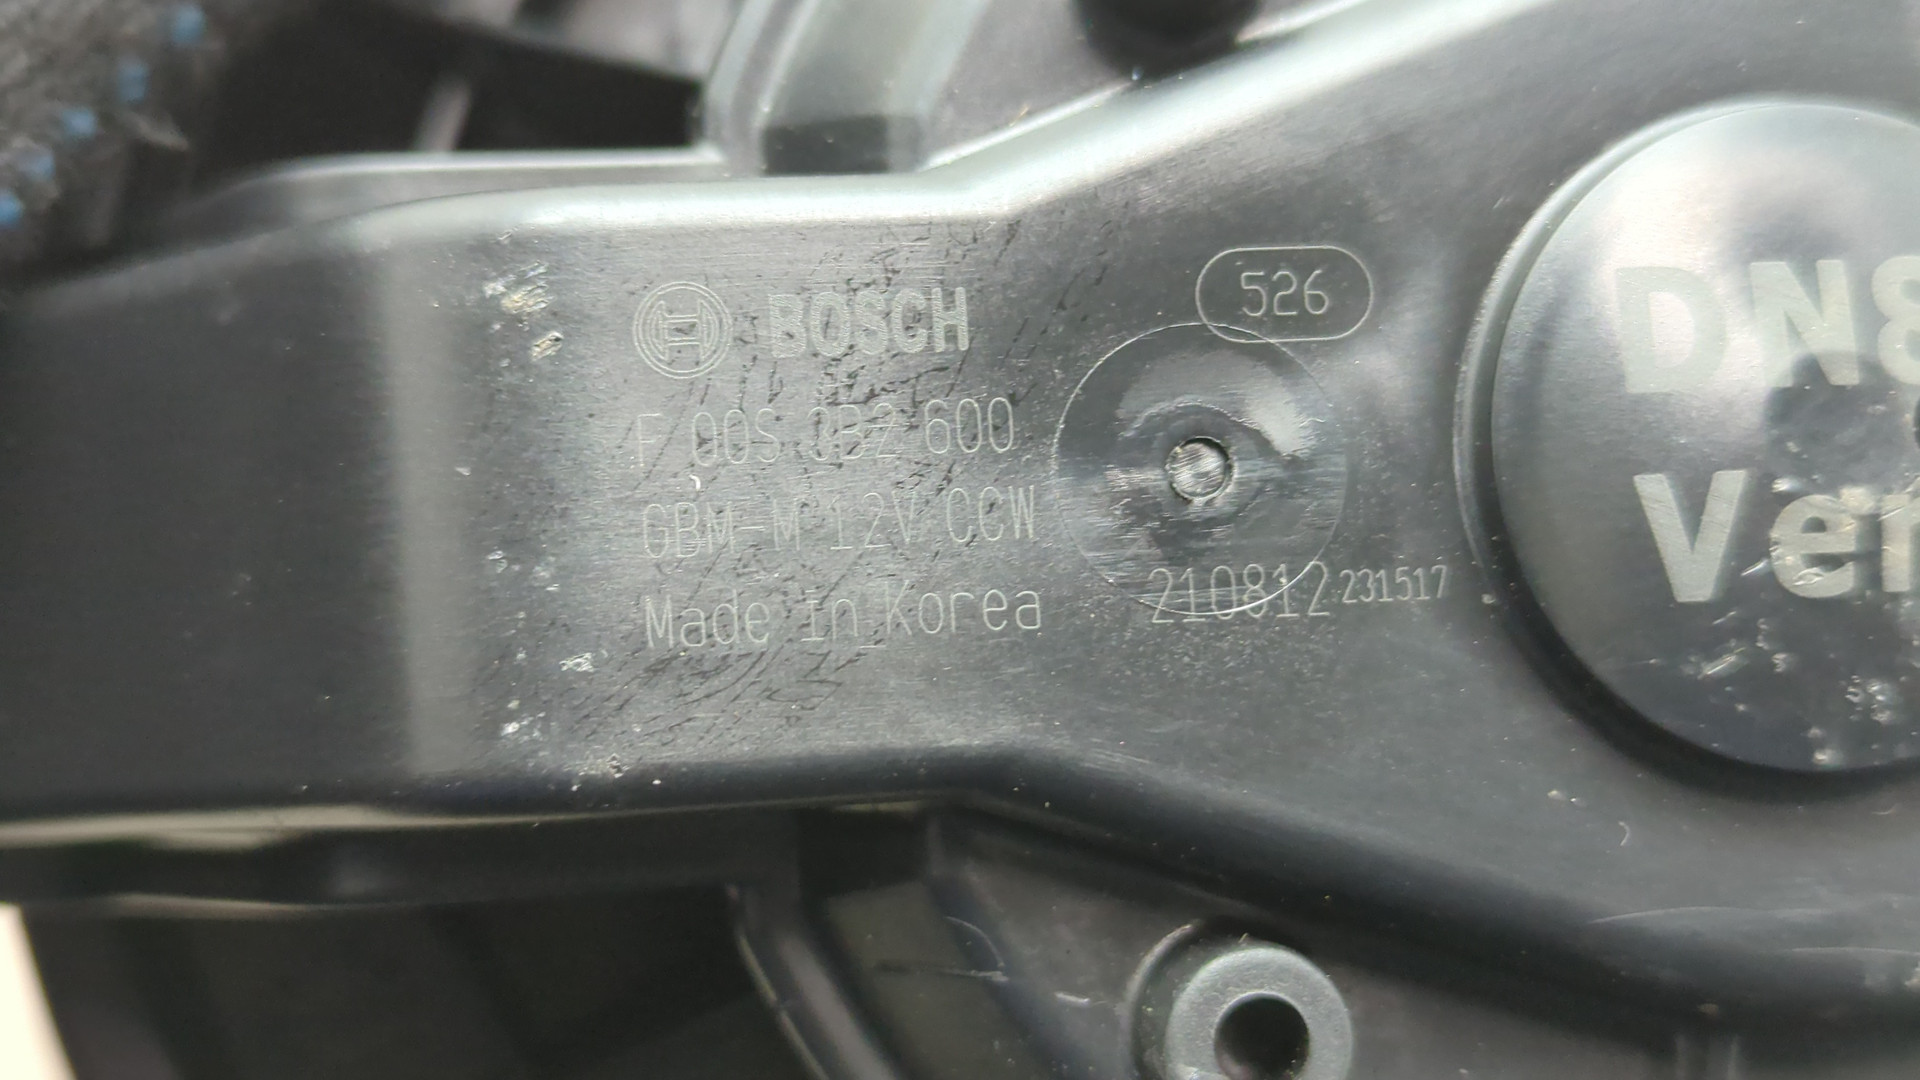 BOSCH
526
F 00S 3B2 600
GBM-M 12V CCW
Made in Korea
210812 231517
DN8
Ver